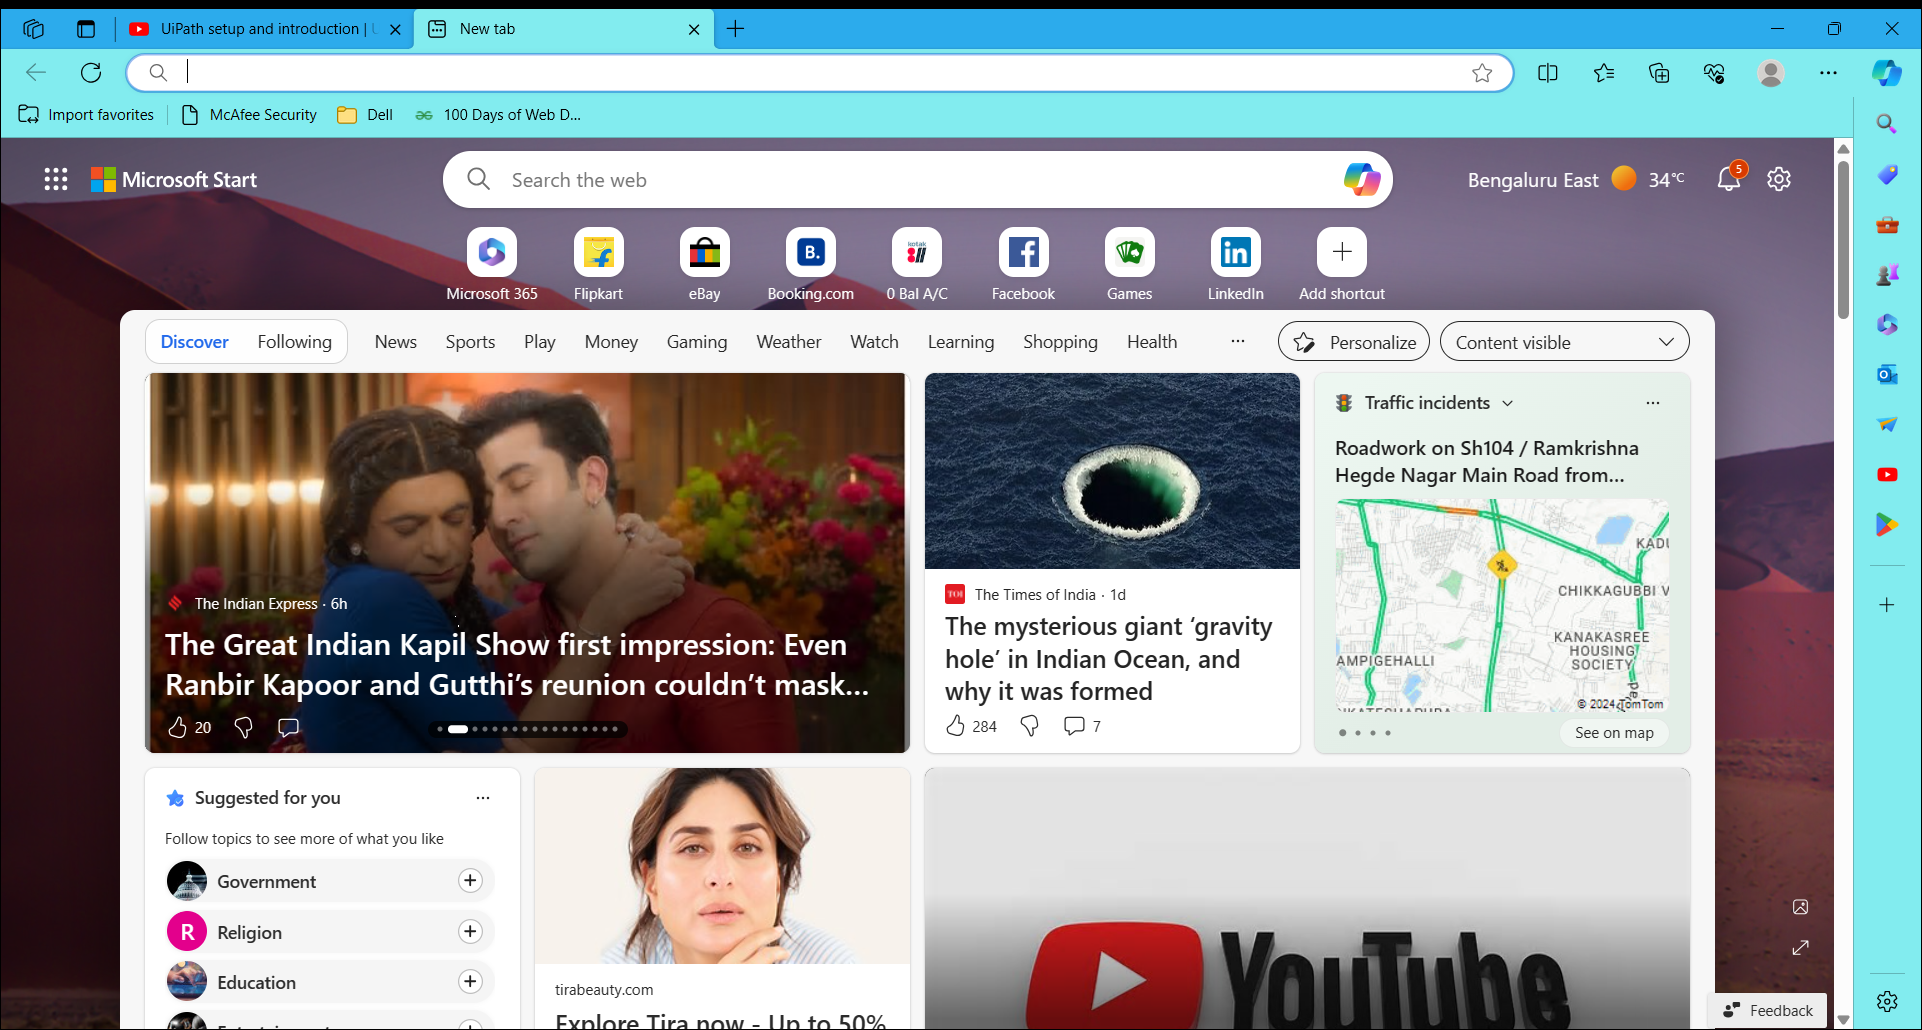 UiPath setup and introduction |
New tab
Import favorites
McAfee Security
Dell
100 Days of Web D...
Microsoft Start
Search the web
Bengaluru East
34°C
5
Microsoft 365
Flipkart
eBay
B.
Booking.com
kotak
811
0 Bal A/C
Facebook
Games
in
LinkedIn
Add shortcut
Discover
Following
News
Sports
Play
Money
Gaming
Weather
Watch
Learning
Shopping
Health
...
Personalize
Content visible
The Indian Express · 6h
The Great Indian Kapil Show first impression: Even
Ranbir Kapoor and Gutthi’s reunion couldn’t mask...
20
TOI
The Times of India · 1d
The mysterious giant ‘gravity
hole’ in Indian Ocean, and
why it was formed
284
7
Traffic incidents
Roadwork on Sh104 / Ramkrishna
Hegde Nagar Main Road from...
KADU
CHIKKAGUBBI V
KANAKASREE
HOUSING
SOCIETY
AMPIGEHALLI
© 2024 TomTom
See on map
Suggested for you
Follow topics to see more of what you like
Government
R
Religion
Education
tirabeauty.com
Explore Tira now - Up to 50%
YouTube
Feedback